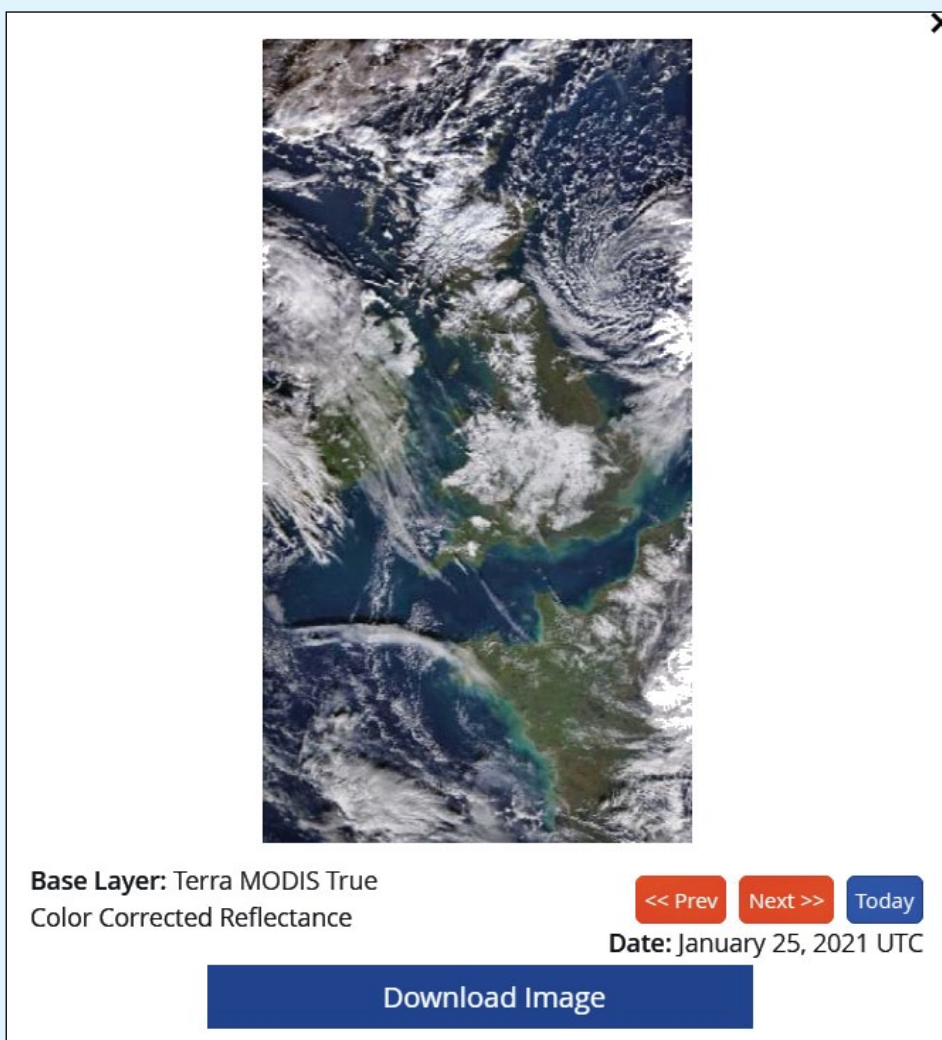 Base Layer: Terra MODIS True
Color Corrected Reflectance
<< Prev
Next >>
Today
Date: January 25, 2021 UTC
Download Image